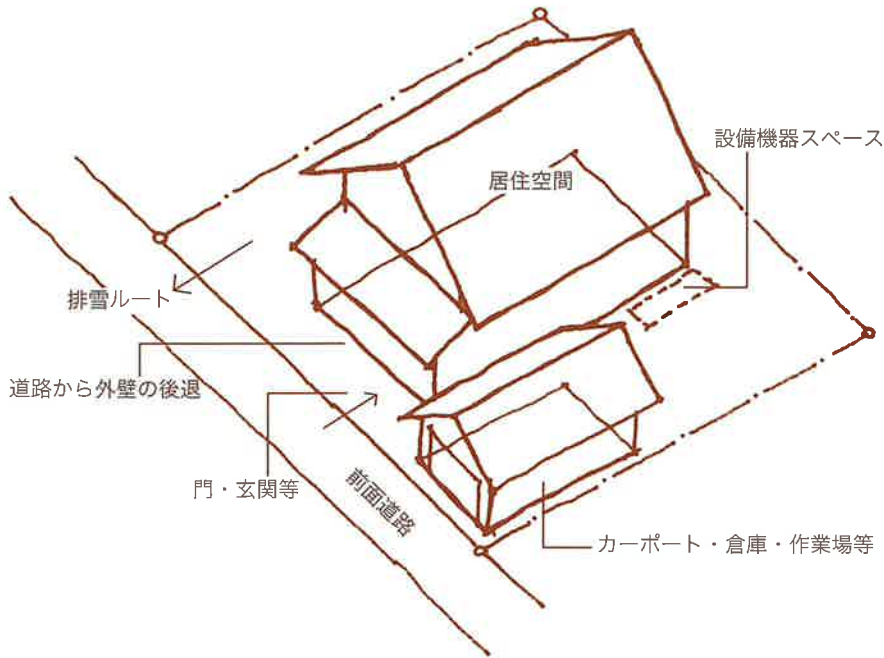 設備機器スペース
居住空間
排雪ルート
道路から外壁の後退
門・玄関等
前面道路
カーポート・倉庫・作業場等